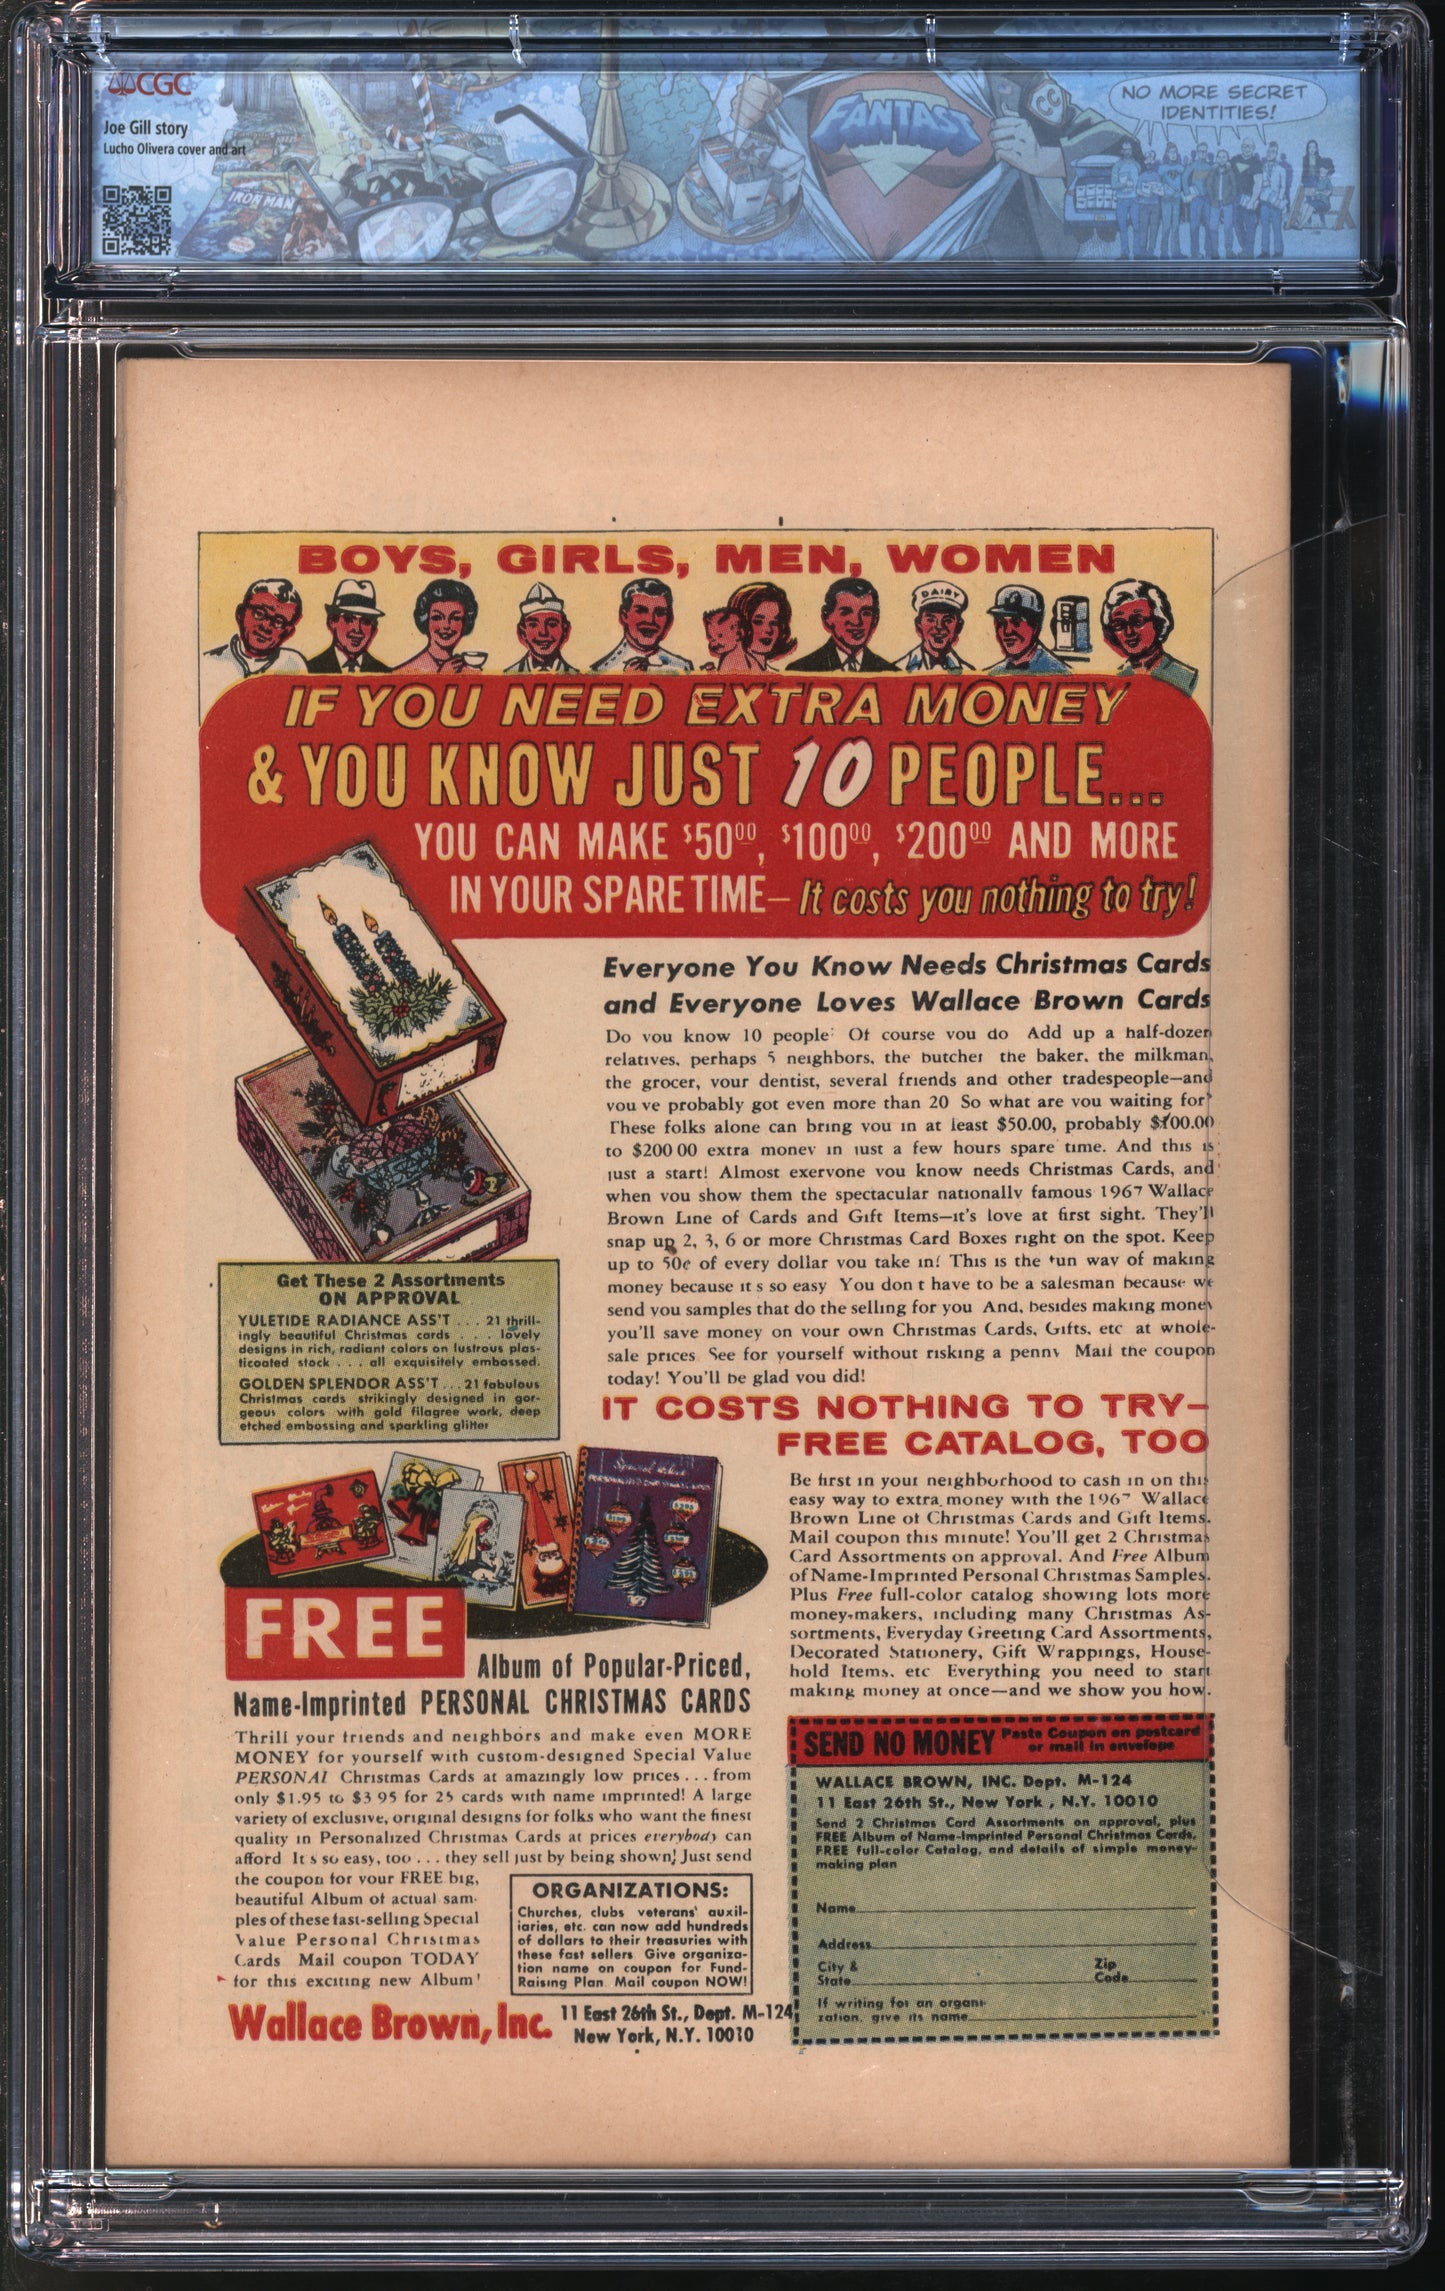 CGC
Joe Gill story
Lucho Olivera cover and art
IRON MAN
FANTAST
CC
NO MORE SECRET
IDENTITIES!
BOYS, GIRLS, MEN, WOMEN
DAIRY
IF YOU NEED EXTRA MONEY
& YOU KNOW JUST 10 PEOPLE...
YOU CAN MAKE $50⁰⁰, $100⁰⁰, $200⁰⁰ AND MORE
IN YOUR SPARE TIME—It costs you nothing to try!
Everyone You Know Needs Christmas Cards
and Everyone Loves Wallace Brown Cards
Do you know 10 people? Of course you do Add up a half-dozen
relatives, perhaps 5 neighbors, the butcher the baker, the milkman,
the grocer, your dentist, several friends and other tradespeople—and
you ve probably got even more than 20 So what are you waiting for?
These folks alone can bring you in at least $50.00, probably $100.00
to $200 00 extra money in just a few hours spare time. And this is
just a start! Almost exervone you know needs Christmas Cards, and
when you show them the spectacular nationally famous 1967 Wallace
Brown Line of Cards and Gift Items—it's love at first sight. They'll
snap up 2, 3, 6 or more Christmas Card Boxes right on the spot. Keep
up to 50¢ of every dollar you take in! This is the fun way of making
money because it s so easy You don t have to be a salesman because we
send you samples that do the selling for you And, besides making money
you'll save money on your own Christmas Cards, Gifts, etc at whole-
sale prices See for yourself without risking a penny Mail the coupon
today! You'll be glad you did!
Get These 2 Assortments
ON APPROVAL
YULETIDE RADIANCE ASS'T ... 21 thrill-
ingly beautiful Christmas cards . . . lovely
designs in rich, radiant colors on lustrous plas-
ticoated stock . . . all exquisitely embossed.
GOLDEN SPLENDOR ASS'T ... 21 fabulous
Christmas cards strikingly designed in gor-
geous colors with gold filagree work, deep
etched embossing and sparkling glitter
IT COSTS NOTHING TO TRY—
FREE CATALOG, TOO
Be first in your neighborhood to cash in on this
easy way to extra money with the 1967 Wallace
Brown Line of Christmas Cards and Gift Items.
Mail coupon this minute! You'll get 2 Christmas
Card Assortments on approval. And Free Album
of Name-Imprinted Personal Christmas Samples.
Plus Free full-color catalog showing lots more
money-makers, including many Christmas As-
sortments, Everyday Greeting Card Assortments,
Decorated Stationery, Gift Wrappings, House-
hold Items, etc Everything you need to start
making money at once—and we show you how.
Special Value
FREE
Album of Popular-Priced,
Name-Imprinted PERSONAL CHRISTMAS CARDS
Thrill your friends and neighbors and make even MORE
MONEY for yourself with custom-designed Special Value
PERSONAL Christmas Cards at amazingly low prices . . . from
only $1.95 to $3 95 for 25 cards with name imprinted! A large
variety of exclusive, original designs for folks who want the finest
quality in Personalized Christmas Cards at prices everybody can
afford It s so easy, too . . . they sell just by being shown! Just send
the coupon for your FREE big,
beautiful Album of actual sam-
ples of these fast-selling Special
Value Personal Christmas
Cards Mail coupon TODAY
for this exciting new Album!
ORGANIZATIONS:
Churches, clubs veterans' auxil-
iaries, etc. can now add hundreds
of dollars to their treasuries with
these fast sellers Give organiza-
tion name on coupon for Fund-
Raising Plan Mail coupon NOW!
Wallace Brown, Inc. 11 East 26th St., Dept. M-124
New York, N.Y. 10010
SEND NO MONEY Paste Coupon on postcard
or mail in envelope
WALLACE BROWN, INC. Dept. M-124
11 East 26th St., New York , N.Y. 10010
Send 2 Christmas Card Assortments on approval, plus
FREE Album of Name-Imprinted Personal Christmas Cards,
FREE full-color Catalog, and details of simple money-
making plan
Name
Address
City &
State
Zip
Code
If writing for an organi-
zation, give its name